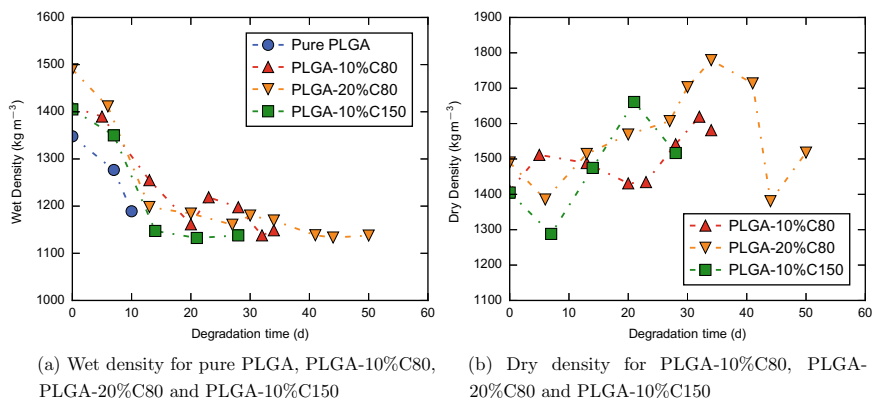 1600
1500
1400
1300
1200
1100
1000
Wet Density (kg m⁻³)
0 10 20 30 40 50 60
Degradation time (d)
Pure PLGA
PLGA-10%C80
PLGA-20%C80
PLGA-10%C150
(a) Wet density for pure PLGA, PLGA-10%C80,
PLGA-20%C80 and PLGA-10%C150
1900
1800
1700
1600
1500
1400
1300
1200
1100
Dry Density (kg m⁻³)
0 10 20 30 40 50 60
Degradation time (d)
PLGA-10%C80
PLGA-20%C80
PLGA-10%C150
(b) Dry density for PLGA-10%C80, PLGA-
20%C80 and PLGA-10%C150